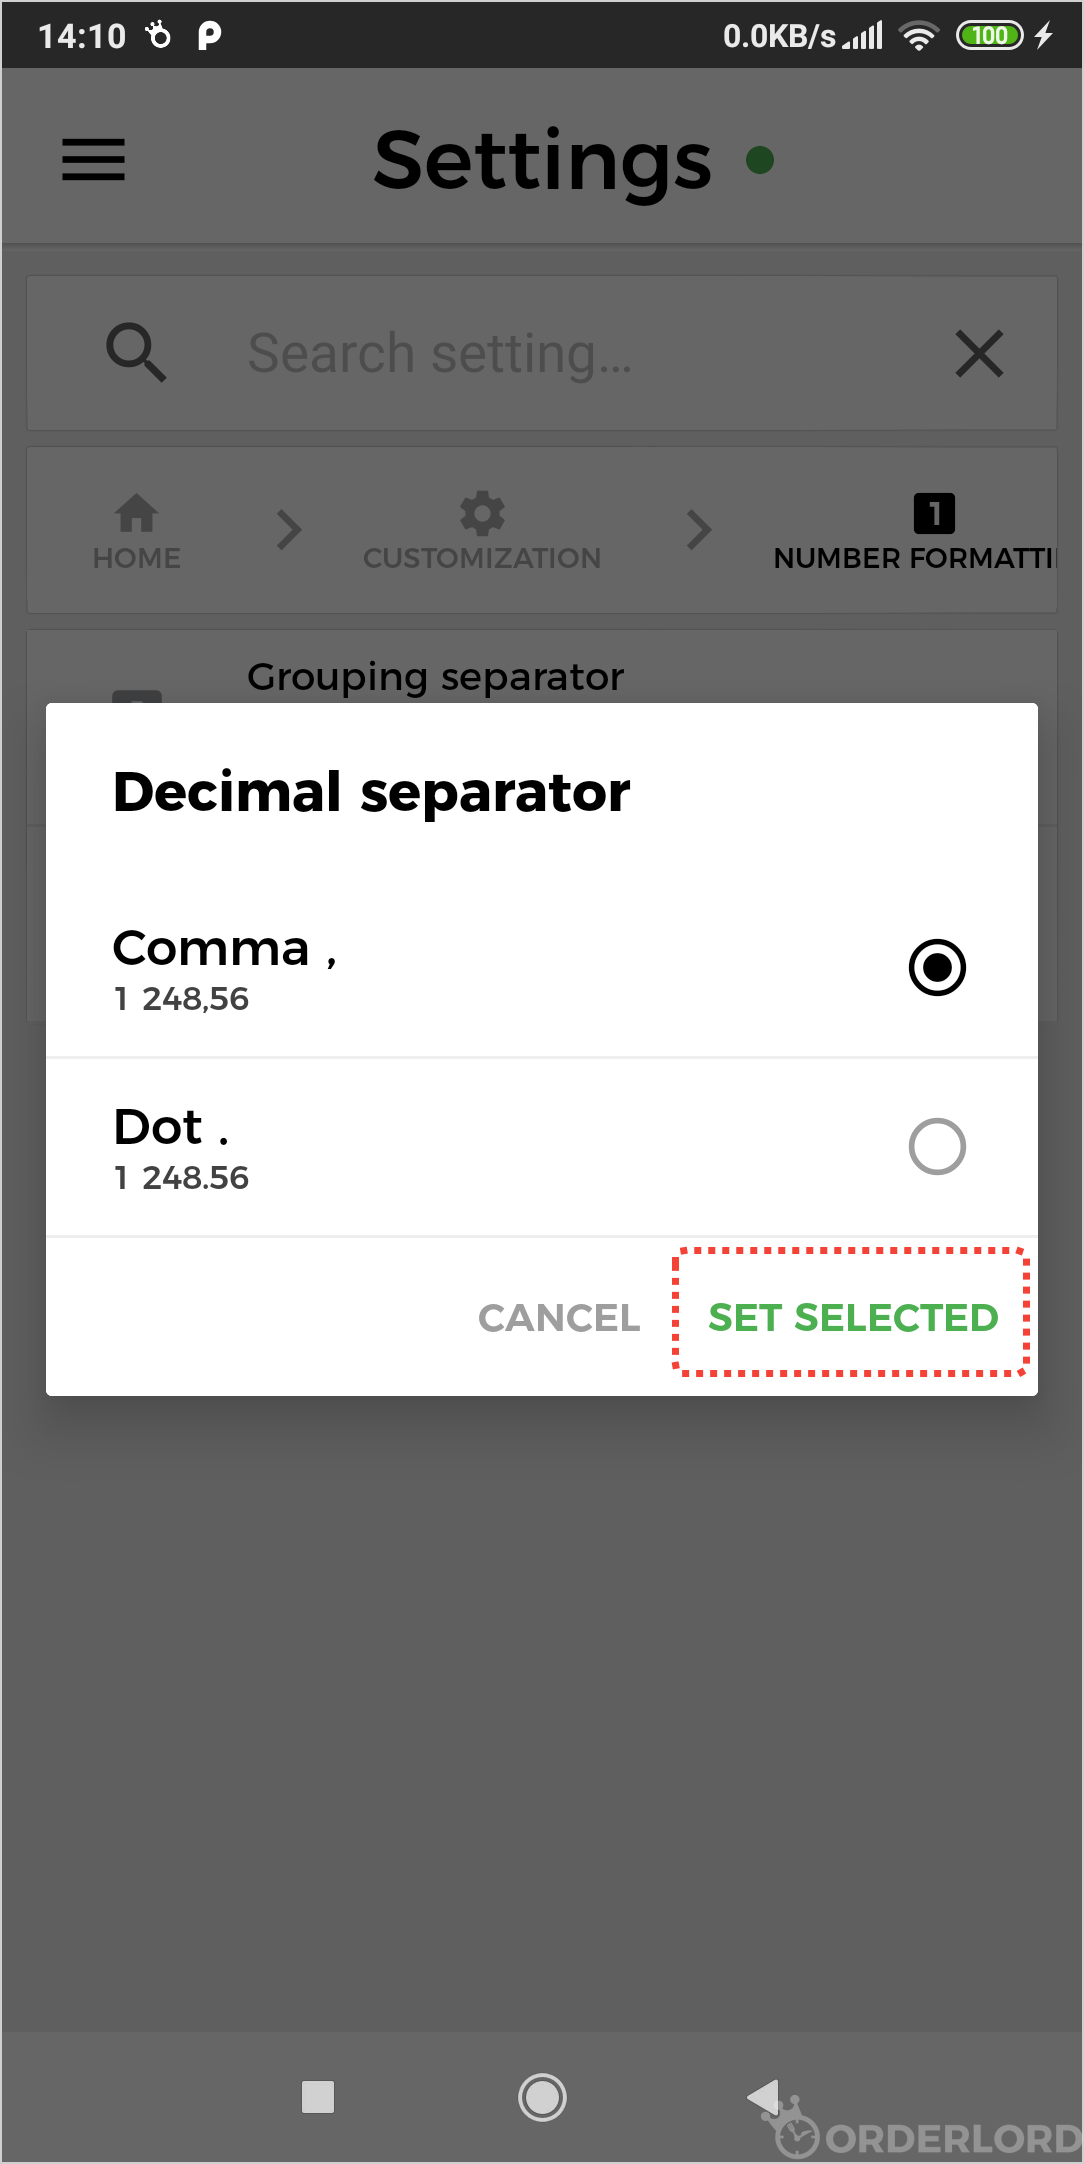 14:10
0.0KB/s
100
Settings
Search setting...
1
HOME
CUSTOMIZATION
NUMBER FORMATTI
Grouping separator
Decimal separator
Comma ,
1 248,56
Dot .
1 248.56
CANCEL
SET SELECTED
ORDERLORD